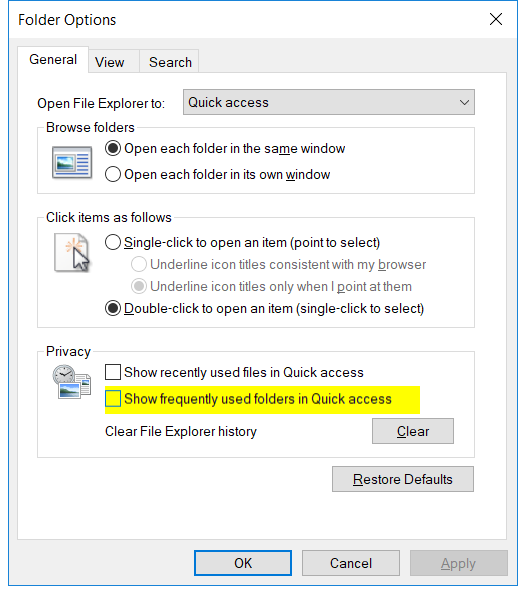 Folder Options
General
View
Search
Open File Explorer to:
Quick access
Browse folders
Open each folder in the same window
Open each folder in its own window
Click items as follows
Single-click to open an item (point to select)
Underline icon titles consistent with my browser
Underline icon titles only when I point at them
Double-click to open an item (single-click to select)
Privacy
Show recently used files in Quick access
Show frequently used folders in Quick access
Clear File Explorer history
Clear
Restore Defaults
OK
Cancel
Apply